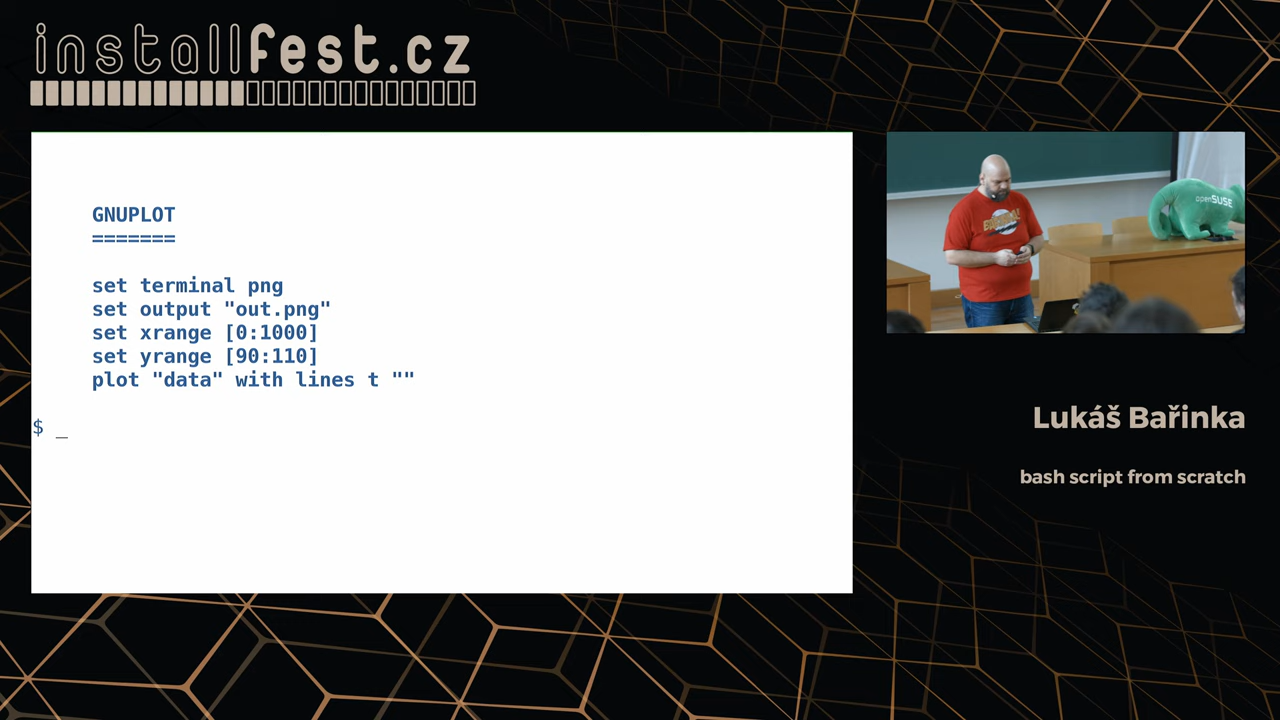 installfest.cz
GNUPLOT
=======
set terminal png
set output "out.png"
set xrange [0:1000]
set yrange [90:110]
plot "data" with lines t ""
$ _
openSUSE
Lukáš Bařinka
bash script from scratch